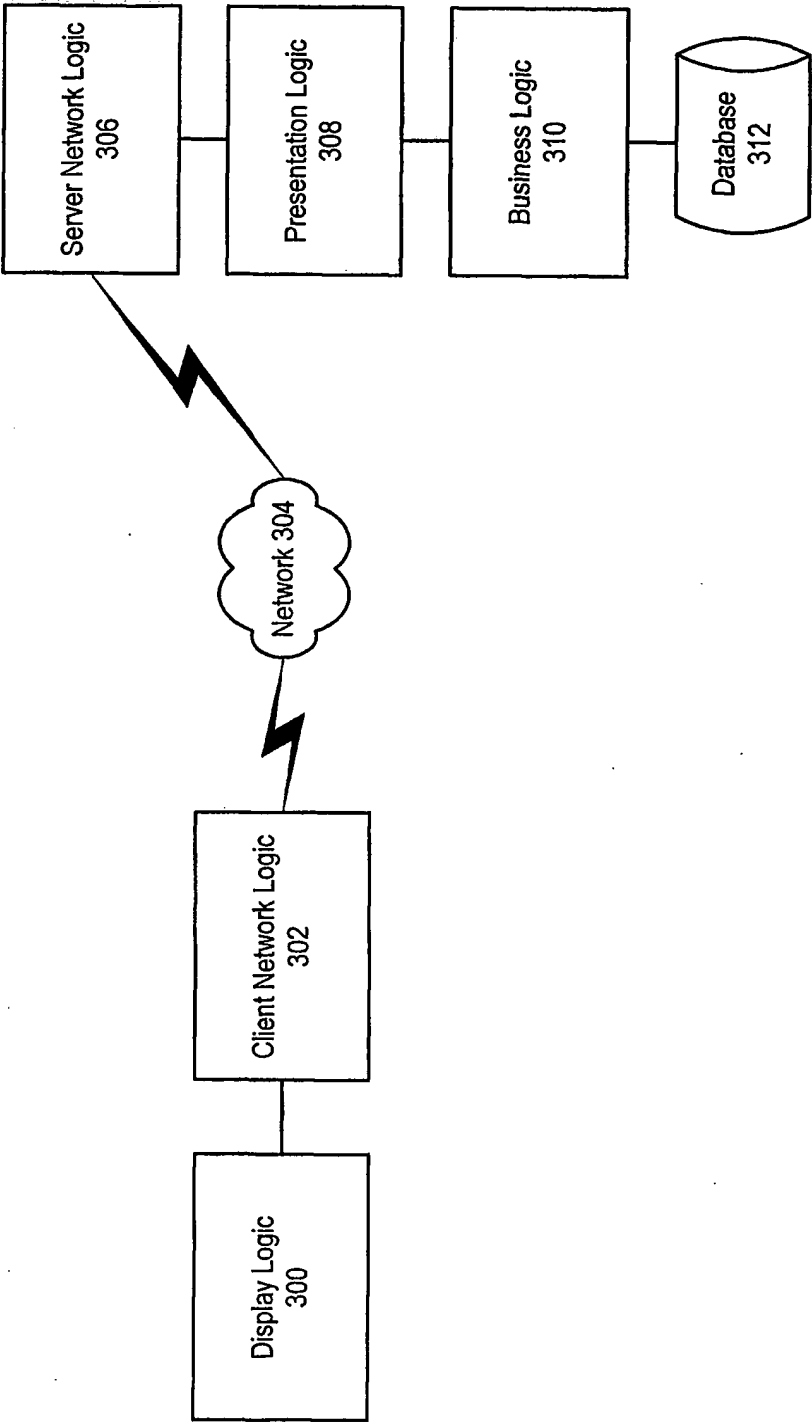 Display Logic
300
Client Network Logic
302
Network 304
Server Network Logic
306
Presentation Logic
308
Business Logic
310
Database
312